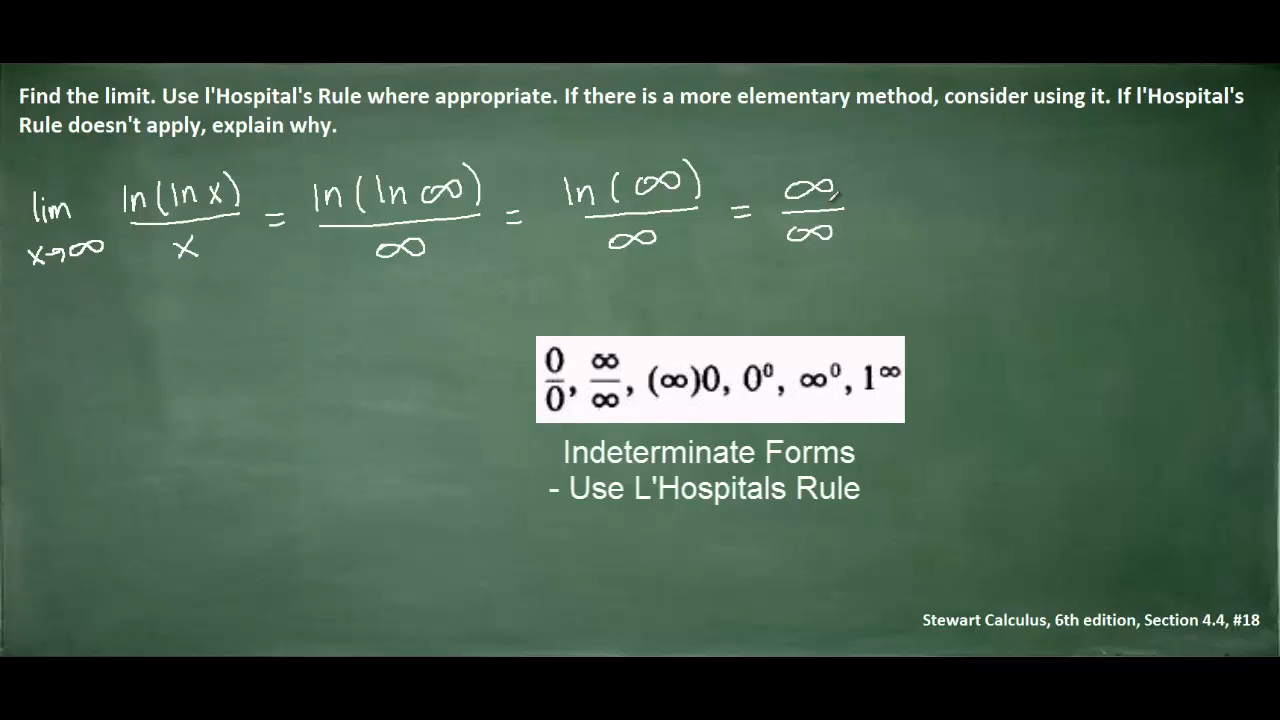 Find the limit. Use l'Hospital's Rule where appropriate. If there is a more elementary method, consider using it. If l'Hospital's
Rule doesn't apply, explain why.
lim x→∞ ln(ln x)/x = ln(ln ∞)/∞ = ln(∞)/∞ = ∞/∞
0/0, ∞/∞, (∞)0, 0⁰, ∞⁰, 1^∞
Indeterminate Forms
- Use L'Hospitals Rule
Stewart Calculus, 6th edition, Section 4.4, #18